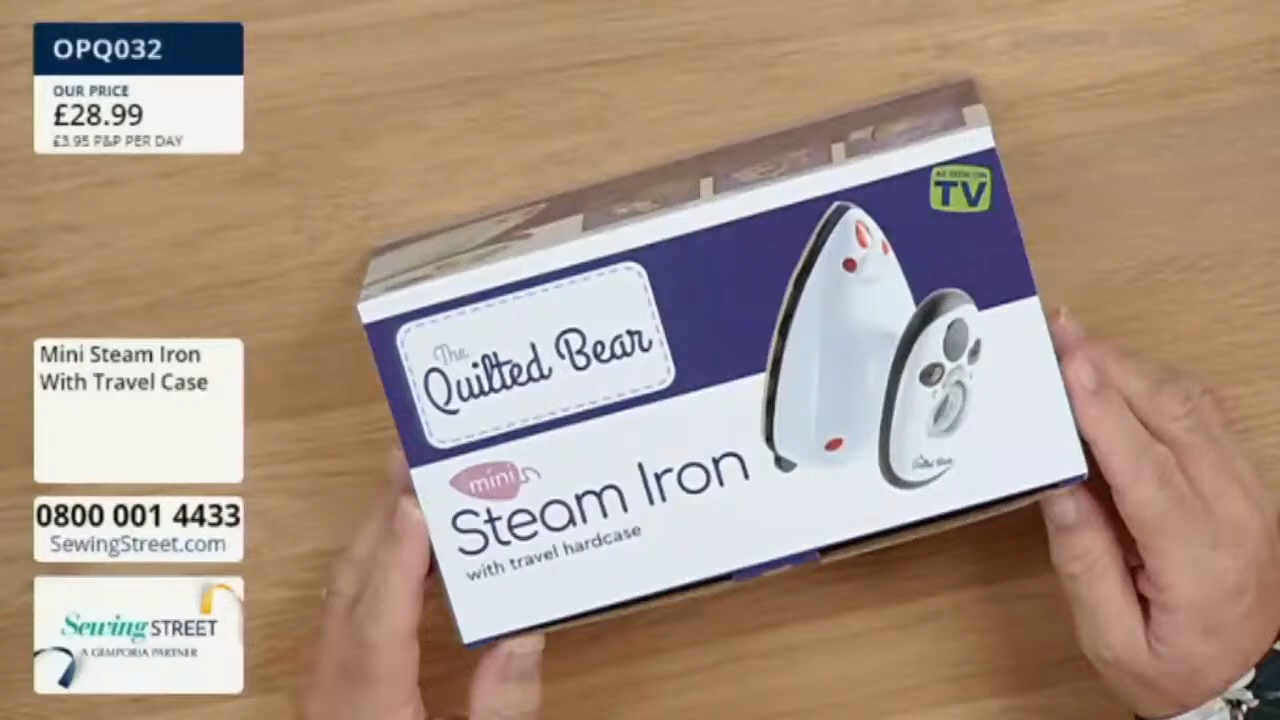 OPQ032
OUR PRICE
£28.99
£3.95 P&P PER DAY
Mini Steam Iron
With Travel Case
0800 001 4433
SewingStreet.com
Sewing STREET
A GEMPORIA PARTNER
AS SEEN ON
TV
The
Quilted Bear
mini
Steam Iron
with travel hardcase